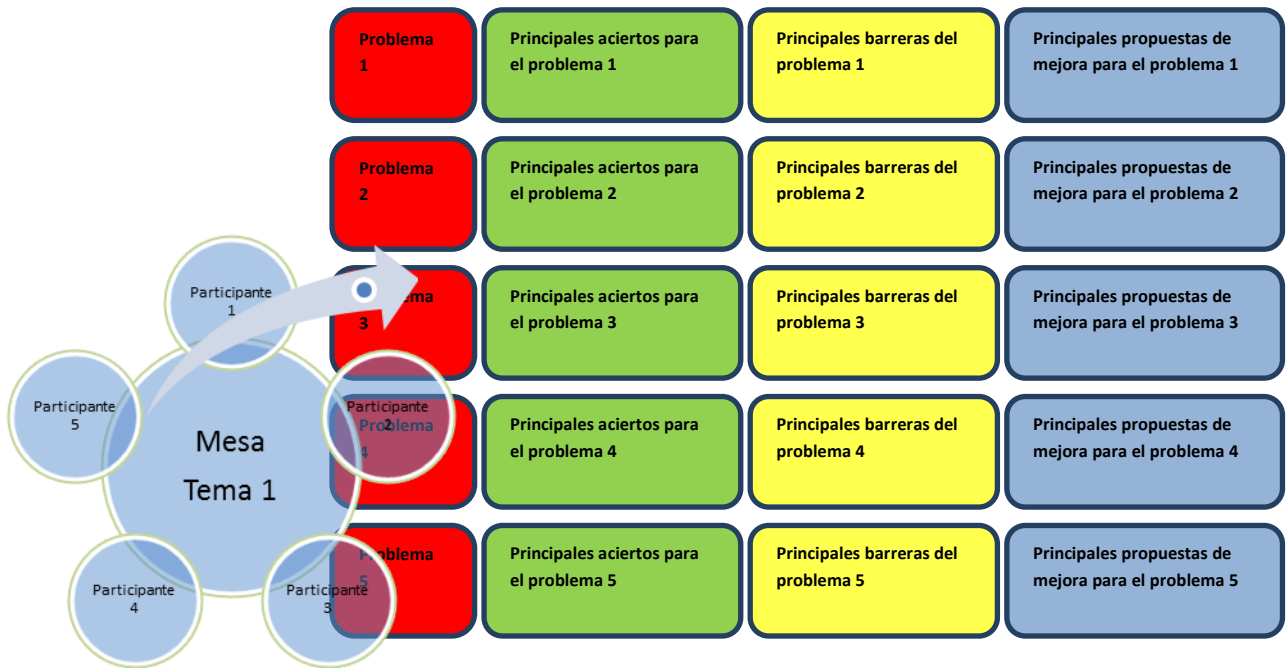 Problema
1
Principales aciertos para
el problema 1
Principales barreras del
problema 1
Principales propuestas de
mejora para el problema 1
Problema
2
Principales aciertos para
el problema 2
Principales barreras del
problema 2
Principales propuestas de
mejora para el problema 2
Problema
3
Principales aciertos para
el problema 3
Principales barreras del
problema 3
Principales propuestas de
mejora para el problema 3
Problema
4
Principales aciertos para
el problema 4
Principales barreras del
problema 4
Principales propuestas de
mejora para el problema 4
Problema
5
Principales aciertos para
el problema 5
Principales barreras del
problema 5
Principales propuestas de
mejora para el problema 5
Participante
1
Participante
2
Participante
3
Participante
4
Participante
5
Mesa
Tema 1